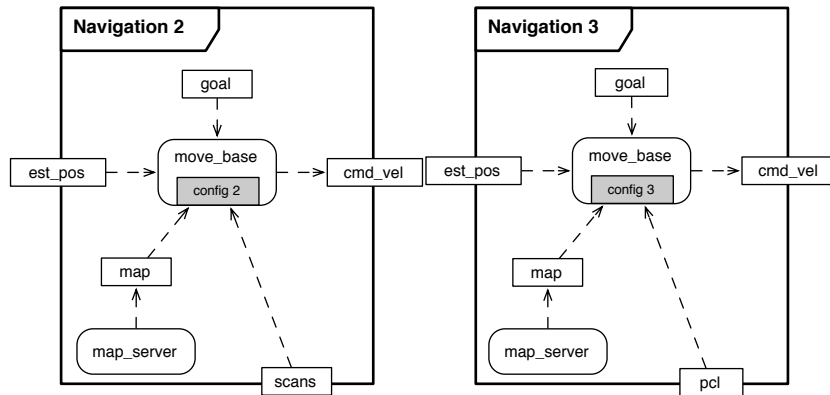 Navigation 2
goal
move_base
config 2
est_pos
cmd_vel
map
map_server
scans
Navigation 3
goal
move_base
config 3
est_pos
cmd_vel
map
map_server
pcl